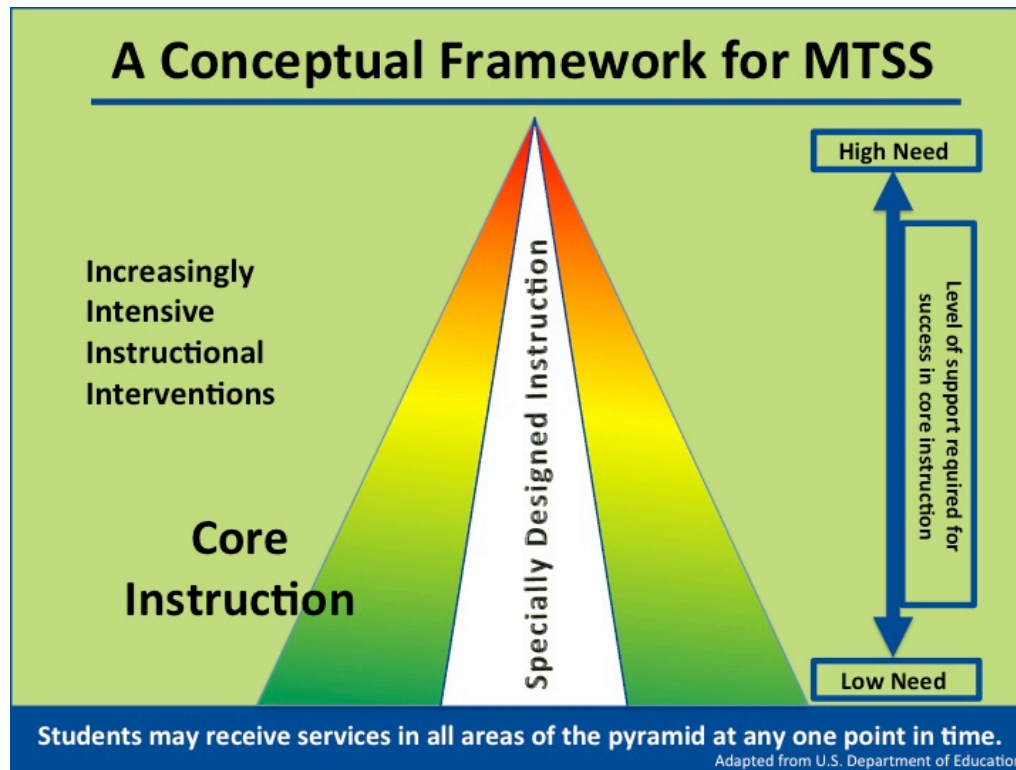 A Conceptual Framework for MTSS
High Need
Increasingly
Intensive
Instructional
Interventions
Core
Instruction
Specially Designed Instruction
Level of support required for
success in core instruction
Low Need
Students may receive services in all areas of the pyramid at any one point in time.
Adapted from U.S. Department of Education